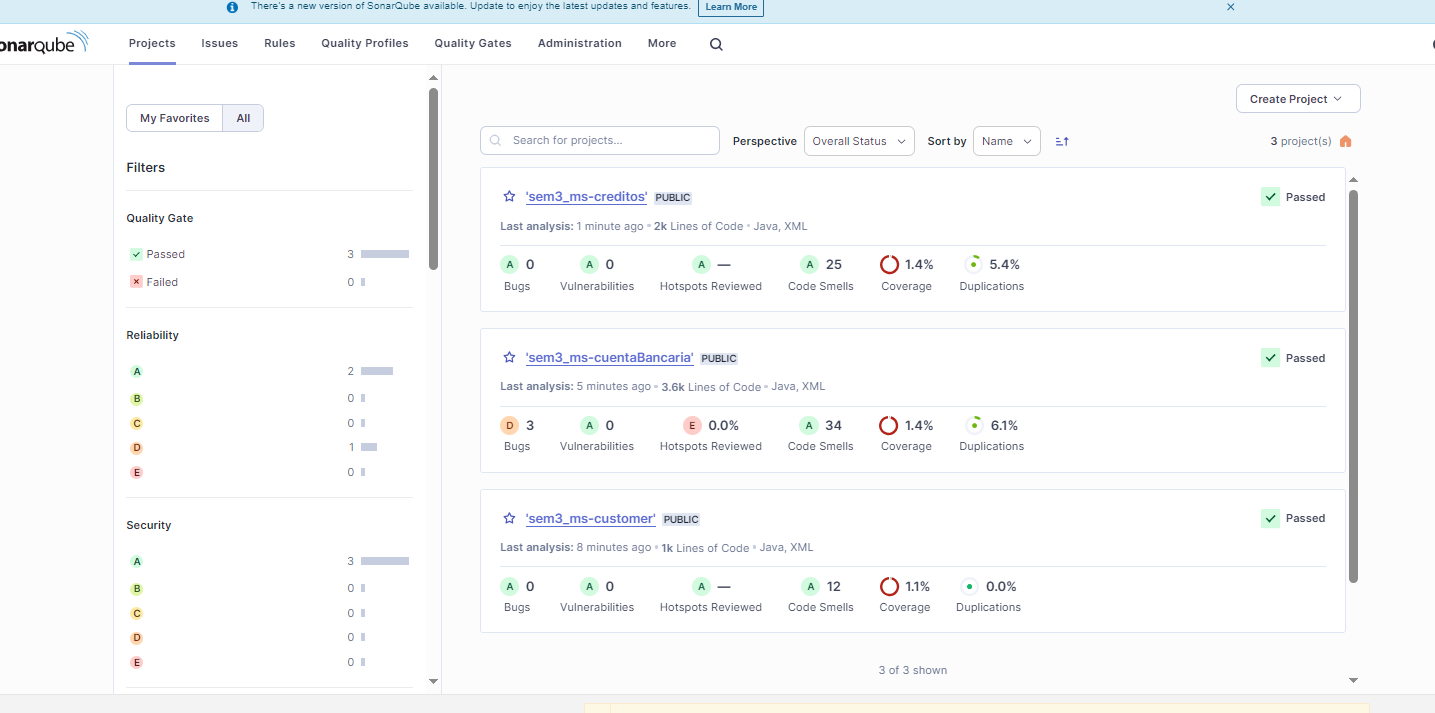 There's a new version of SonarQube available. Update to enjoy the latest updates and features. Learn More
onarqube Projects Issues Rules Quality Profiles Quality Gates Administration More
My Favorites All
Filters
Quality Gate
Passed 3
Failed 0
Reliability
A 2
B 0
C 0
D 1
E 0
Security
A 3
B 0
C 0
D 0
E 0
Create Project
Search for projects... Perspective Overall Status Sort by Name 3 project(s)
'sem3_ms-creditos' PUBLIC Passed
Last analysis: 1 minute ago • 2k Lines of Code • Java, XML
A 0 A 0 A — A 25 1.4% 5.4%
Bugs Vulnerabilities Hotspots Reviewed Code Smells Coverage Duplications
'sem3_ms-cuentaBancaria' PUBLIC Passed
Last analysis: 5 minutes ago • 3.6k Lines of Code • Java, XML
D 3 A 0 E 0.0% A 34 1.4% 6.1%
Bugs Vulnerabilities Hotspots Reviewed Code Smells Coverage Duplications
'sem3_ms-customer' PUBLIC Passed
Last analysis: 8 minutes ago • 1k Lines of Code • Java, XML
A 0 A 0 A — A 12 1.1% 0.0%
Bugs Vulnerabilities Hotspots Reviewed Code Smells Coverage Duplications
3 of 3 shown